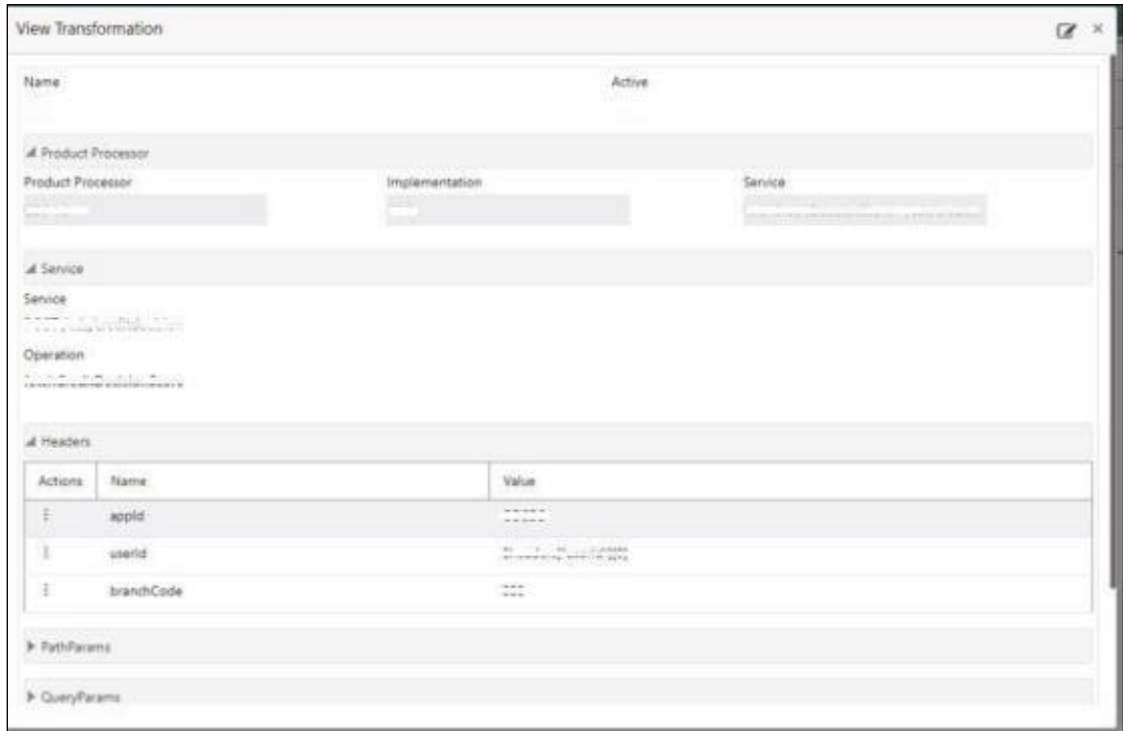 View Transformation
Name Active
Product Processor
Product Processor Implementation Service
Service
Service
Operation
Headers
Actions Name Value
appId
userId
branchCode
PathParams
QueryParams